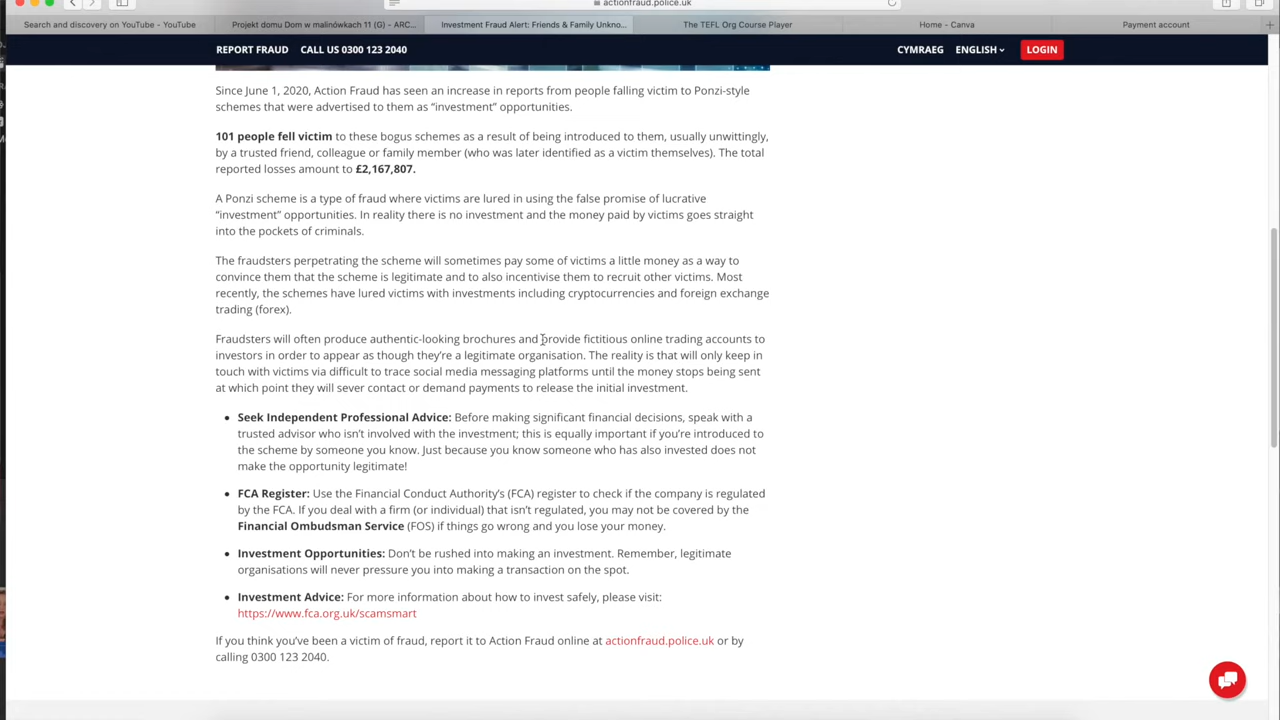 actionfraud.police.uk
Search and discovery on YouTube - YouTube
Projekt domu Dom w malinówkach 11 (G) - ARC...
Investment Fraud Alert: Friends & Family Unkno...
The TEFL Org Course Player
Home – Canva
Payment account
REPORT FRAUD CALL US 0300 123 2040 CYMRAEG ENGLISH LOGIN
Since June 1, 2020, Action Fraud has seen an increase in reports from people falling victim to Ponzi-style
schemes that were advertised to them as “investment” opportunities.
101 people fell victim to these bogus schemes as a result of being introduced to them, usually unwittingly,
by a trusted friend, colleague or family member (who was later identified as a victim themselves). The total
reported losses amount to £2,167,807.
A Ponzi scheme is a type of fraud where victims are lured in using the false promise of lucrative
“investment” opportunities. In reality there is no investment and the money paid by victims goes straight
into the pockets of criminals.
The fraudsters perpetrating the scheme will sometimes pay some of victims a little money as a way to
convince them that the scheme is legitimate and to also incentivise them to recruit other victims. Most
recently, the schemes have lured victims with investments including cryptocurrencies and foreign exchange
trading (forex).
Fraudsters will often produce authentic-looking brochures and provide fictitious online trading accounts to
investors in order to appear as though they’re a legitimate organisation. The reality is that will only keep in
touch with victims via difficult to trace social media messaging platforms until the money stops being sent
at which point they will sever contact or demand payments to release the initial investment.
• Seek Independent Professional Advice: Before making significant financial decisions, speak with a
trusted advisor who isn’t involved with the investment; this is equally important if you’re introduced to
the scheme by someone you know. Just because you know someone who has also invested does not
make the opportunity legitimate!
• FCA Register: Use the Financial Conduct Authority’s (FCA) register to check if the company is regulated
by the FCA. If you deal with a firm (or individual) that isn’t regulated, you may not be covered by the
Financial Ombudsman Service (FOS) if things go wrong and you lose your money.
• Investment Opportunities: Don’t be rushed into making an investment. Remember, legitimate
organisations will never pressure you into making a transaction on the spot.
• Investment Advice: For more information about how to invest safely, please visit:
https://www.fca.org.uk/scamsmart
If you think you’ve been a victim of fraud, report it to Action Fraud online at actionfraud.police.uk or by
calling 0300 123 2040.